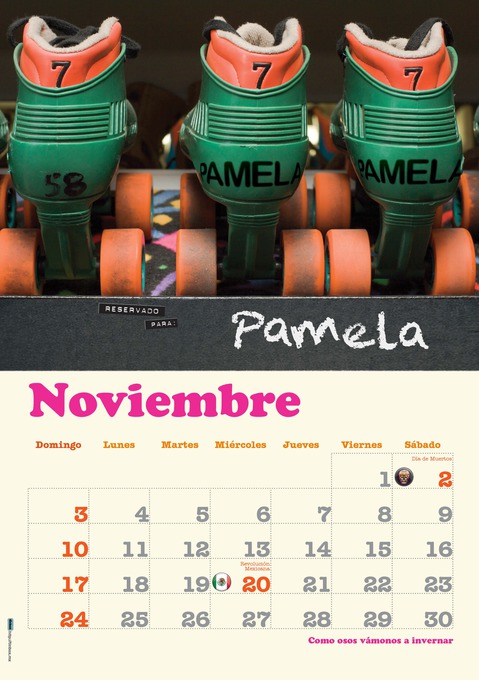 7
7
7
58
PAMELA
PAMELA
RESERVADO
PARA:
Pamela
Noviembre
Domingo Lunes Martes Miércoles Jueves Viernes Sábado
Día de Muertos
1 2
3 4 5 6 7 8 9
10 11 12 13 14 15 16
Revolución
Mexicana
17 18 19 20 21 22 23
24 25 26 27 28 29 30
Como osos vámonos a invernar